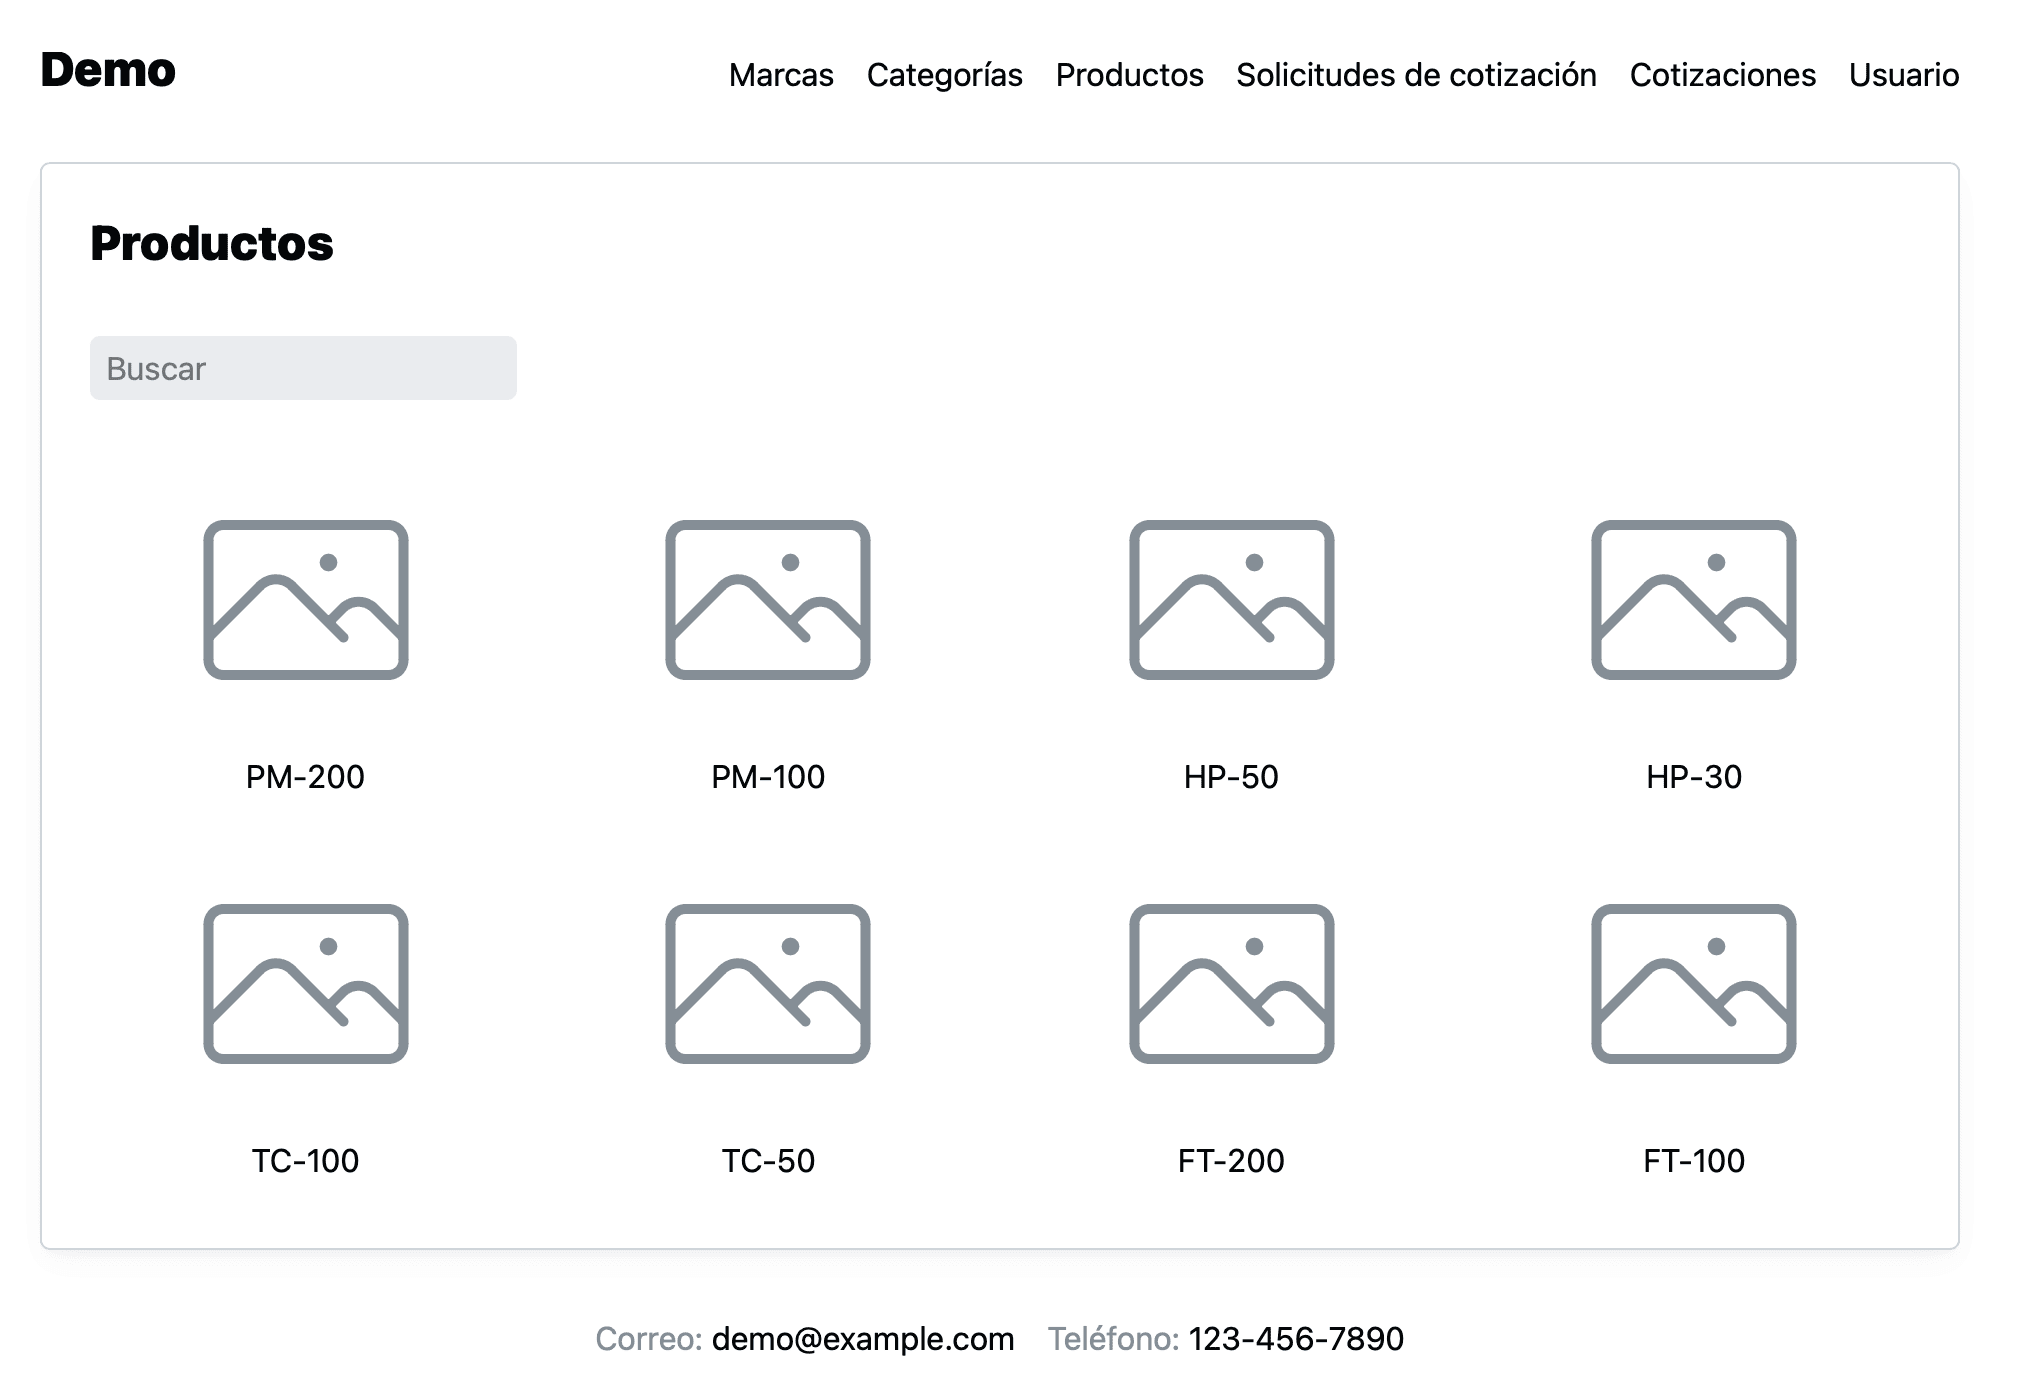 Demo
Marcas Categorías Productos Solicitudes de cotización Cotizaciones Usuario
Productos
Buscar
PM-200 PM-100 HP-50 HP-30
TC-100 TC-50 FT-200 FT-100
Correo: demo@example.com Teléfono: 123-456-7890